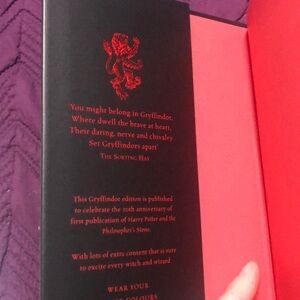 'You might belong in Gryffindor,
Where dwell the brave at heart,
Their daring, nerve and chivalry
Set Gryffindors apart'
THE SORTING HAT
This Gryffindor edition is published
to celebrate the 20th anniversary of
first publication of Harry Potter and the
Philosopher's Stone.
With lots of extra content that is sure
to excite every witch and wizard
WEAR YOUR
COLOURS